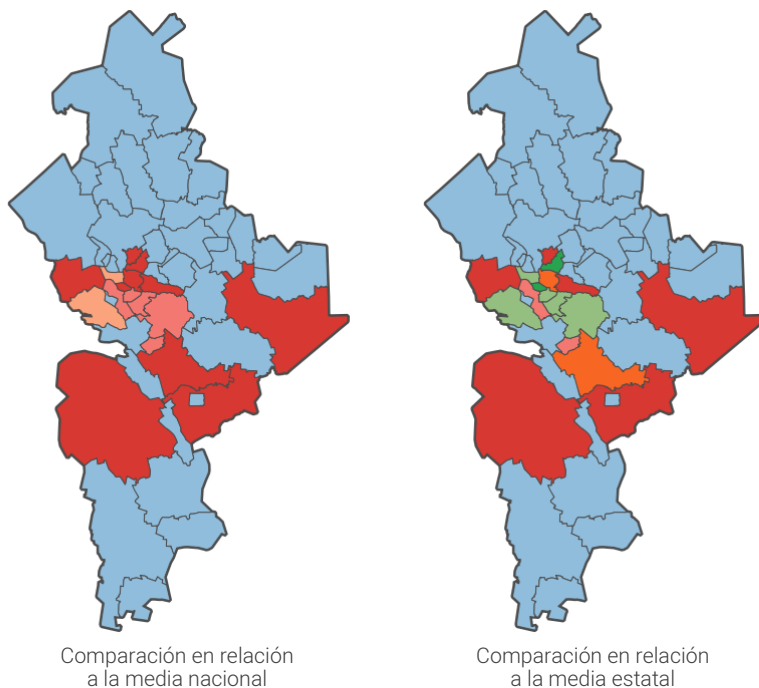 Comparación en relación
a la media nacional
Comparación en relación
a la media estatal